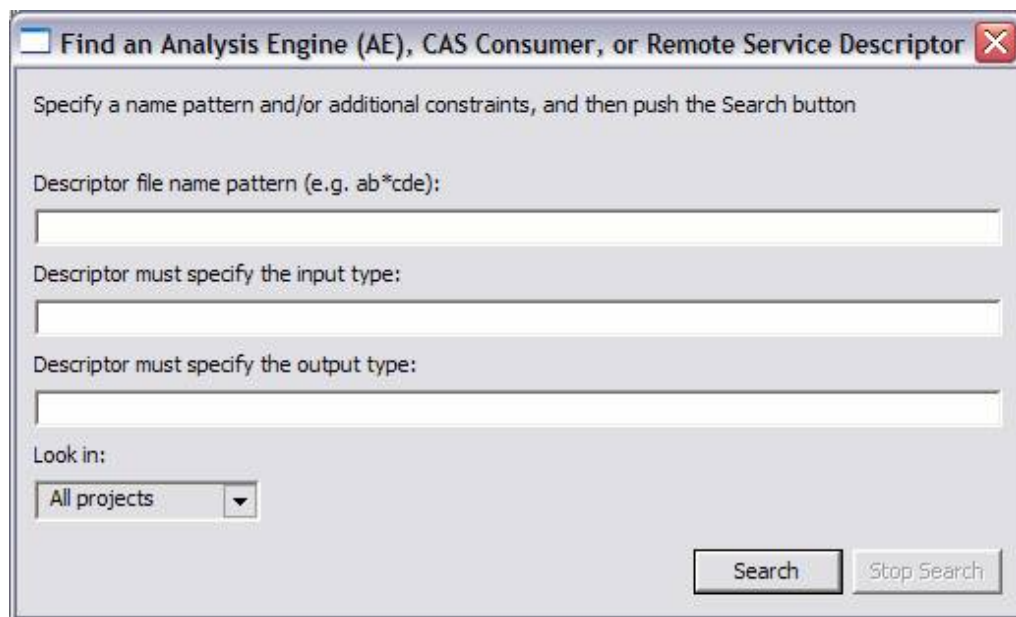 Find an Analysis Engine (AE), CAS Consumer, or Remote Service Descriptor
Specify a name pattern and/or additional constraints, and then push the Search button
Descriptor file name pattern (e.g. ab*cde):
Descriptor must specify the input type:
Descriptor must specify the output type:
Look in:
All projects
Search
Stop Search